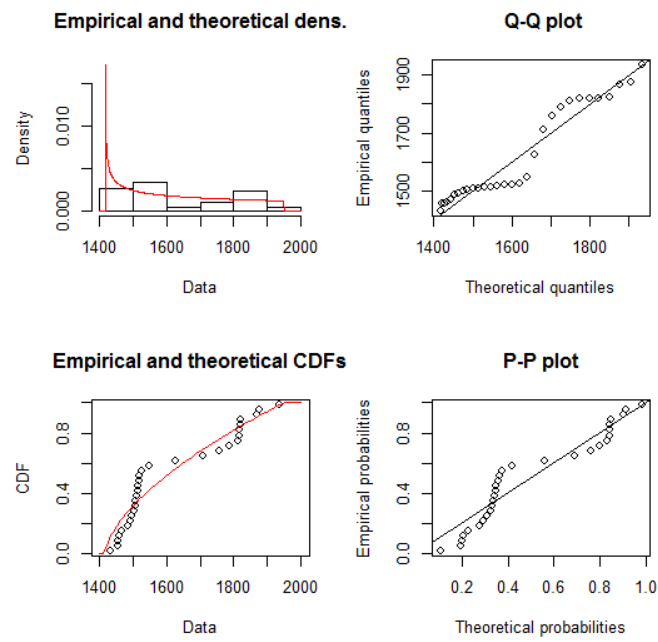 Empirical and theoretical dens.
Density
0.000
0.010
1400 1600 1800 2000
Data
Q-Q plot
Empirical quantiles
1500 1700 1900
1400 1600 1800
Theoretical quantiles
Empirical and theoretical CDFs
CDF
0.0 0.4 0.8
1400 1600 1800 2000
Data
P-P plot
Empirical probabilities
0.0 0.4 0.8
0.2 0.4 0.6 0.8 1.0
Theoretical probabilities